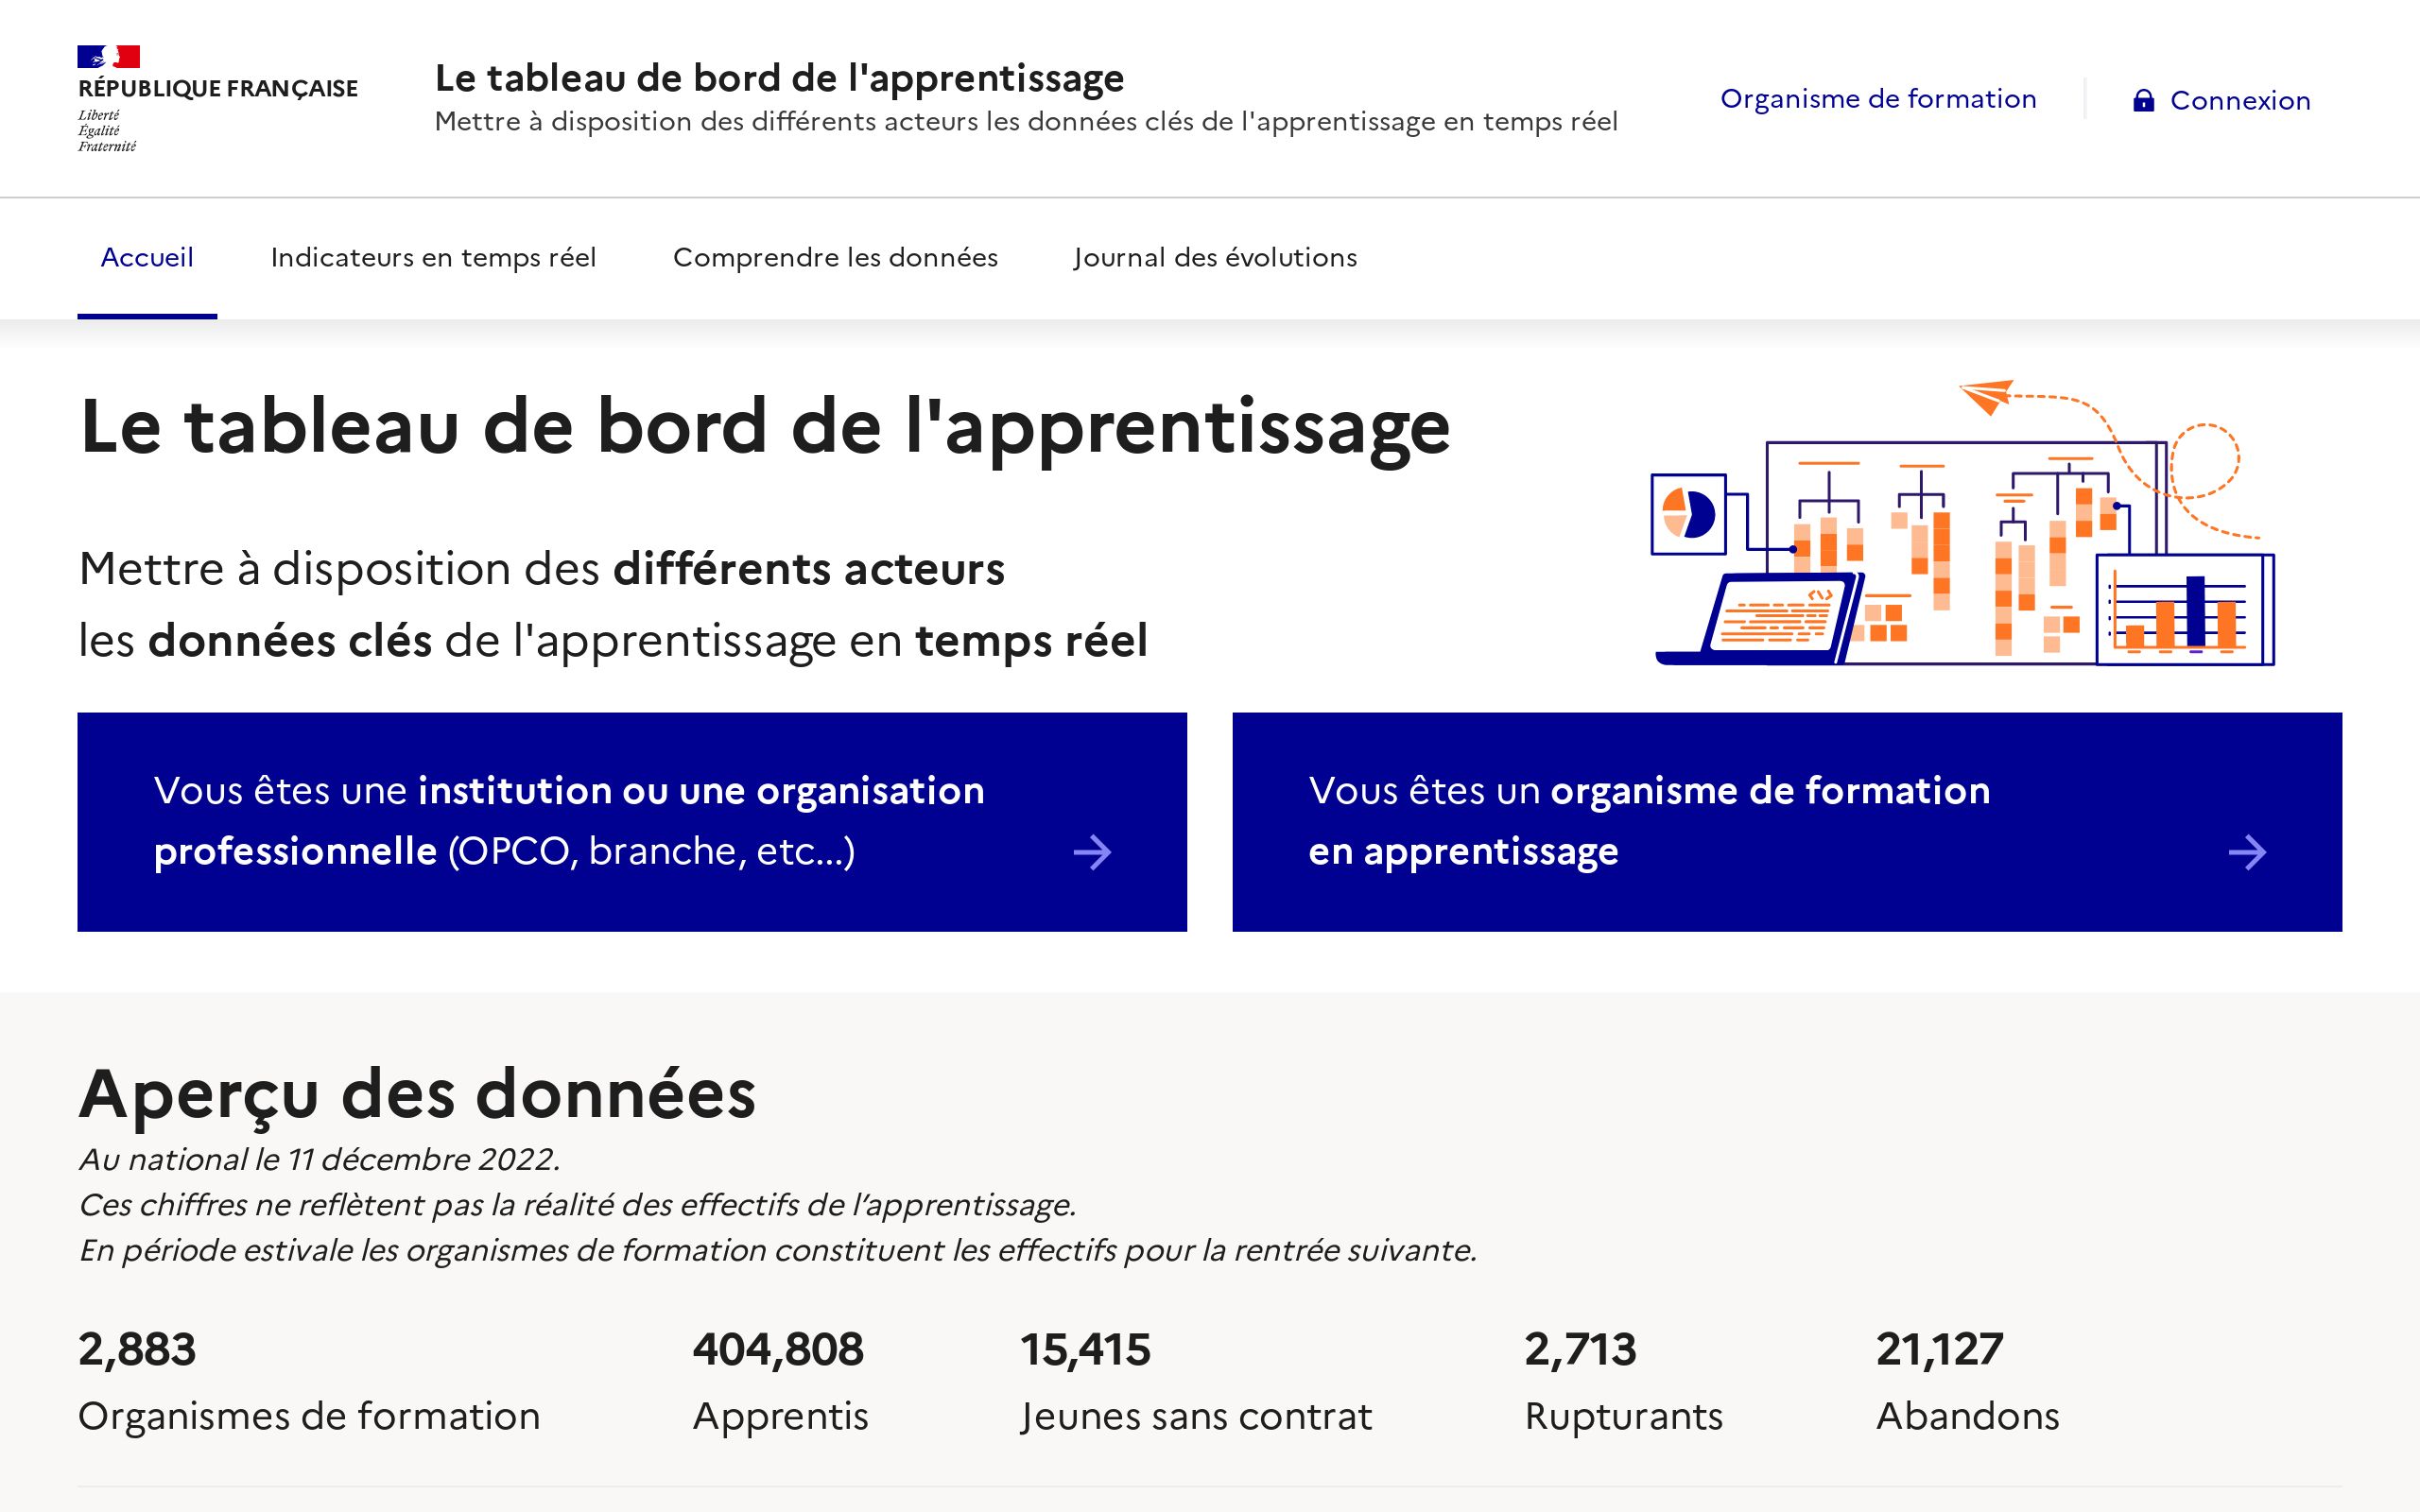 RÉPUBLIQUE FRANÇAISE
Liberté
Égalité
Fraternité
Le tableau de bord de l'apprentissage
Mettre à disposition des différents acteurs les données clés de l'apprentissage en temps réel
Organisme de formation
Connexion
Accueil
Indicateurs en temps réel
Comprendre les données
Journal des évolutions
Le tableau de bord de l'apprentissage
Mettre à disposition des différents acteurs
les données clés de l'apprentissage en temps réel
Vous êtes une institution ou une organisation
professionnelle (OPCO, branche, etc...)
Vous êtes un organisme de formation
en apprentissage
Aperçu des données
Au national le 11 décembre 2022.
Ces chiffres ne reflètent pas la réalité des effectifs de l’apprentissage.
En période estivale les organismes de formation constituent les effectifs pour la rentrée suivante.
2,883
Organismes de formation
404,808
Apprentis
15,415
Jeunes sans contrat
2,713
Rupturants
21,127
Abandons